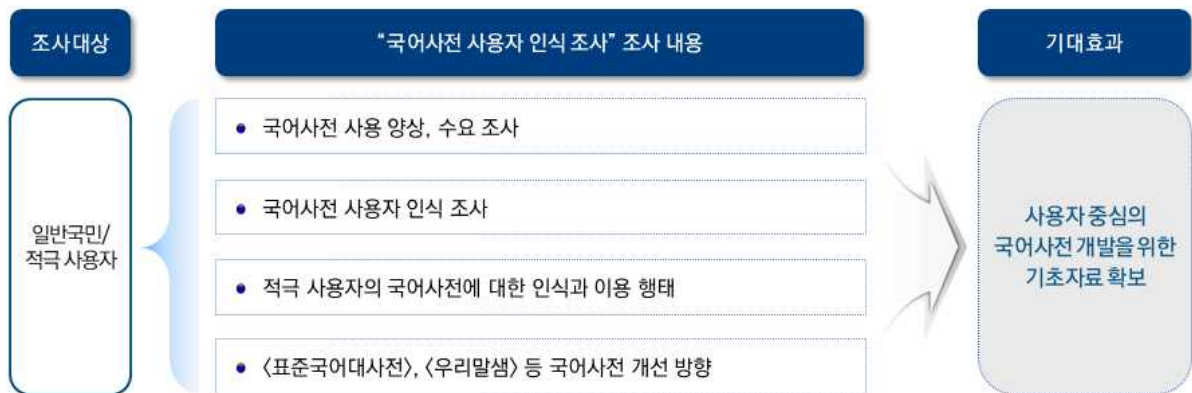 조사대상
“국어사전 사용자 인식 조사” 조사 내용
기대효과
일반국민/
적극 사용자
국어사전 사용 양상, 수요 조사
국어사전 사용자 인식 조사
적극 사용자의 국어사전에 대한 인식과 이용 행태
〈표준국어대사전〉, 〈우리말샘〉 등 국어사전 개선 방향
사용자 중심의
국어사전 개발을 위한
기초자료 확보